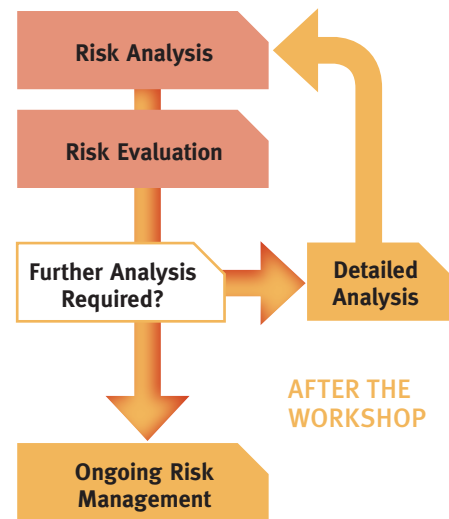 Risk Analysis
Risk Evaluation
Further Analysis
Required?
Detailed
Analysis
AFTER THE
WORKSHOP
Ongoing Risk
Management